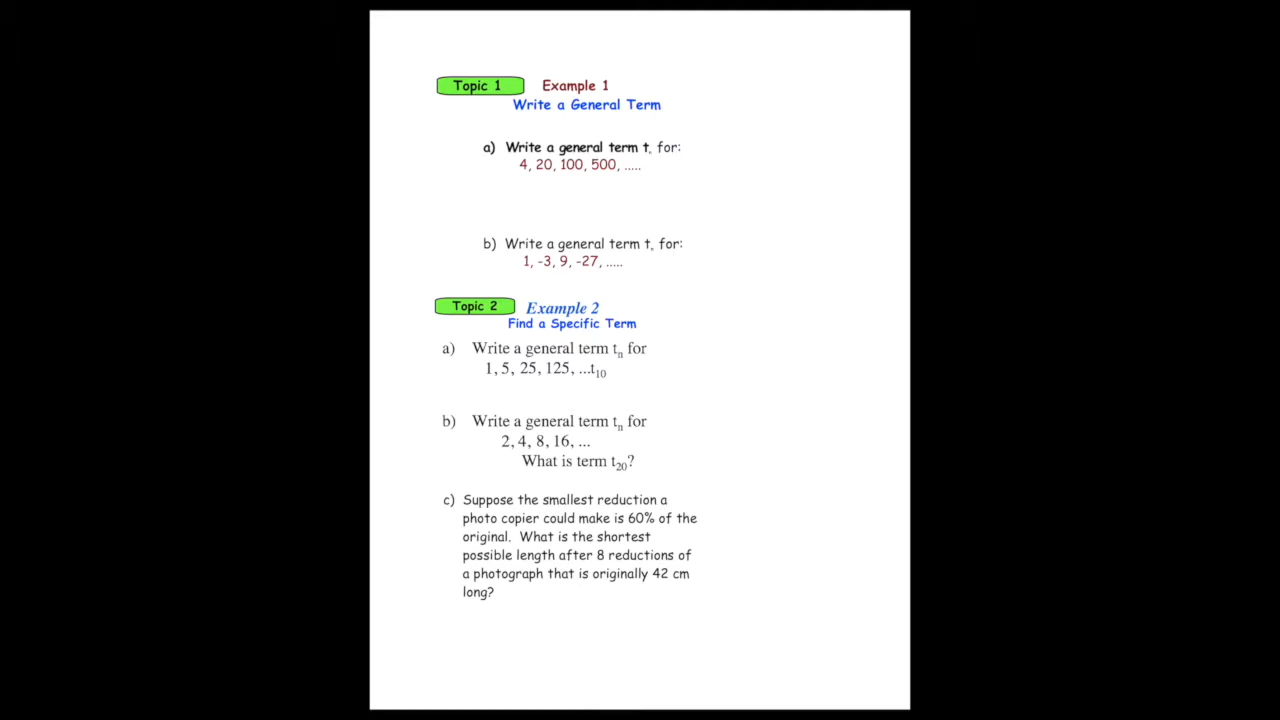 Topic 1 Example 1
Write a General Term
a) Write a general term t, for:
4, 20, 100, 500, .....
b) Write a general term t, for:
1, -3, 9, -27, .....
Topic 2 Example 2
Find a Specific Term
a) Write a general term tn for
1, 5, 25, 125, ...t10
b) Write a general term tn for
2, 4, 8, 16, ...
What is term t20?
c) Suppose the smallest reduction a
photo copier could make is 60% of the
original. What is the shortest
possible length after 8 reductions of
a photograph that is originally 42 cm
long?